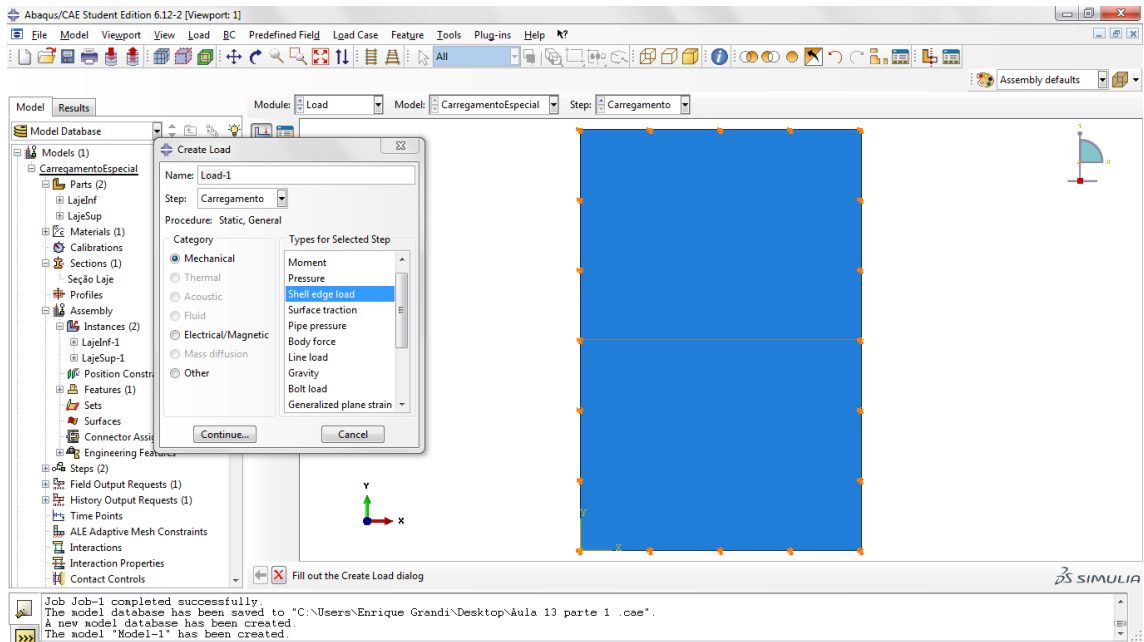 Abaqus/CAE Student Edition 6.12-2 [Viewport: 1]
File Model Viewport View Load BC Predefined Field Load Case Feature Tools Plug-ins Help
All
Assembly defaults
Model Results
Module: Load Model: CarregamentoEspecial Step: Carregamento
Model Database
Models (1)
CarregamentoEspecial
Parts (2)
LajeInf
LajeSup
Materials (1)
Calibrations
Sections (1)
Seção Laje
Profiles
Assembly
Instances (2)
LajeInf-1
LajeSup-1
Position Constr
Features (1)
Sets
Surfaces
Connector Assig
Engineering Features
Steps (2)
Field Output Requests (1)
History Output Requests (1)
Time Points
ALE Adaptive Mesh Constraints
Interactions
Interaction Properties
Contact Controls
Create Load
Name: Load-1
Step: Carregamento
Procedure: Static, General
Category
Mechanical
Thermal
Acoustic
Fluid
Electrical/Magnetic
Mass diffusion
Other
Types for Selected Step
Moment
Pressure
Shell edge load
Surface traction
Pipe pressure
Body force
Line load
Gravity
Bolt load
Generalized plane strain
Continue... Cancel
Y
X
Y
X
Y
X
Fill out the Create Load dialog
SIMULIA
Job Job-1 completed successfully.
The model database has been saved to "C:\Users\Enrique Grandi\Desktop\Aula 13 parte 1 .cae".
A new model database has been created.
The model "Model-1" has been created.